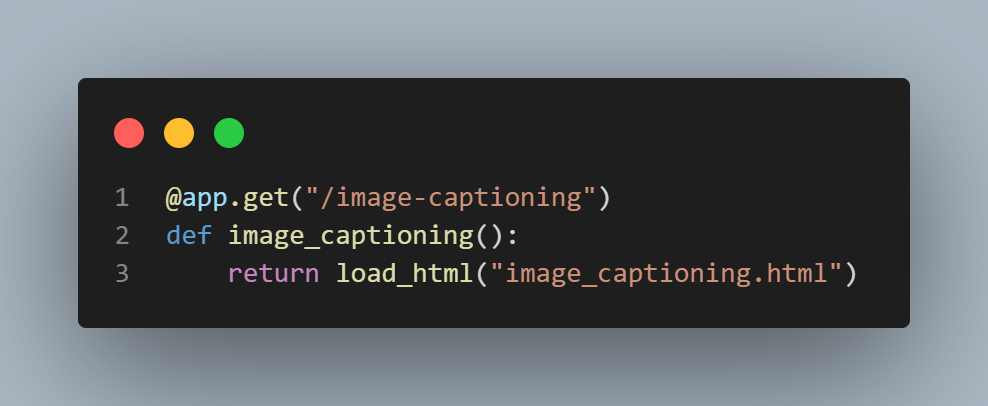 1 @app.get("/image-captioning")
2 def image_captioning():
3     return load_html("image_captioning.html")